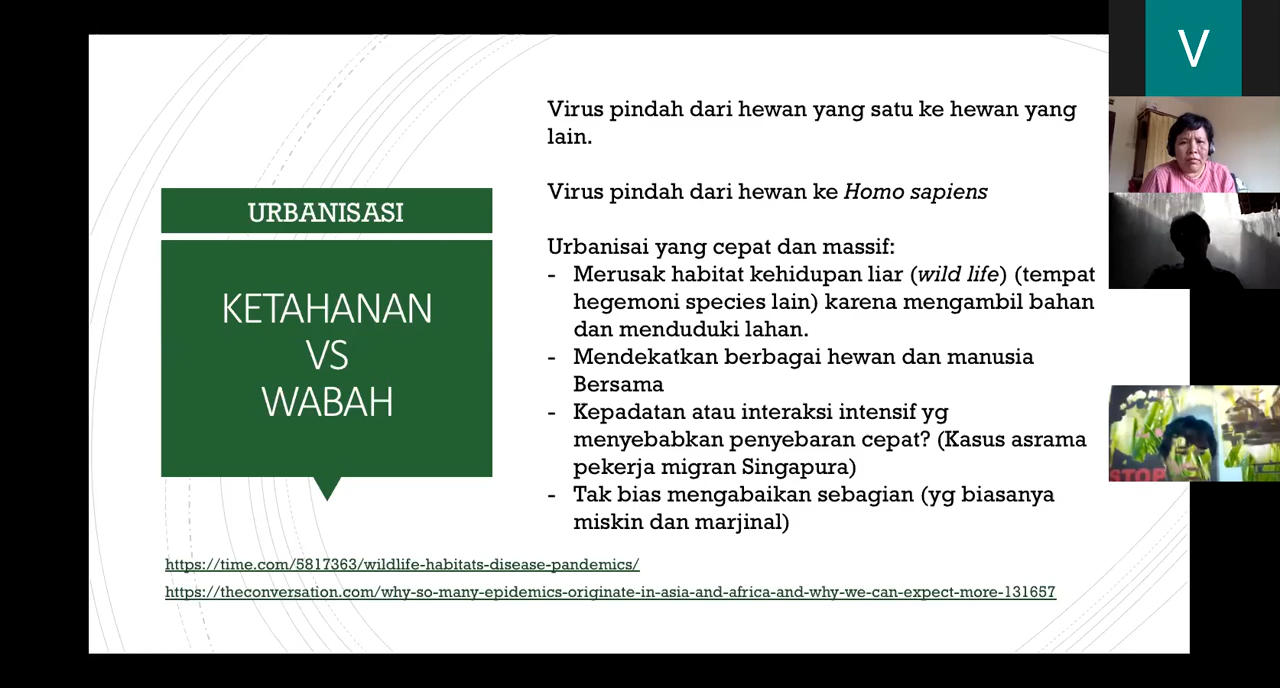 V
URBANISASI
KETAHANAN
VS
WABAH
Virus pindah dari hewan yang satu ke hewan yang
lain.
Virus pindah dari hewan ke Homo sapiens
Urbanisai yang cepat dan massif:
- Merusak habitat kehidupan liar (wild life) (tempat
hegemoni species lain) karena mengambil bahan
dan menduduki lahan.
- Mendekatkan berbagai hewan dan manusia
Bersama
- Kepadatan atau interaksi intensif yg
menyebabkan penyebaran cepat? (Kasus asrama
pekerja migran Singapura)
- Tak bias mengabaikan sebagian (yg biasanya
miskin dan marjinal)
https://time.com/5817363/wildlife-habitats-disease-pandemics/
https://theconversation.com/why-so-many-epidemics-originate-in-asia-and-africa-and-why-we-can-expect-more-131657
STOP